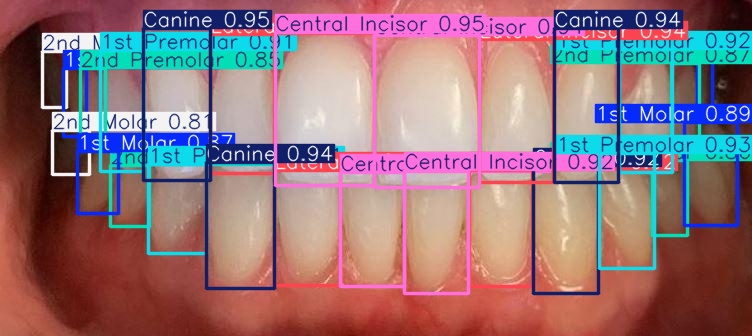 Canine 0.95
Central Incisor 0.95
Canine 0.94
0.94
1st Premolar 0.91
1st Premolar 0.92
2nd Premolar 0.85
2nd Premolar 0.87
1st Molar 0.89
2nd Molar 0.81
1st Molar 0.87
1st Premolar 0.93
Canine 0.94
Central Incisor 0.92